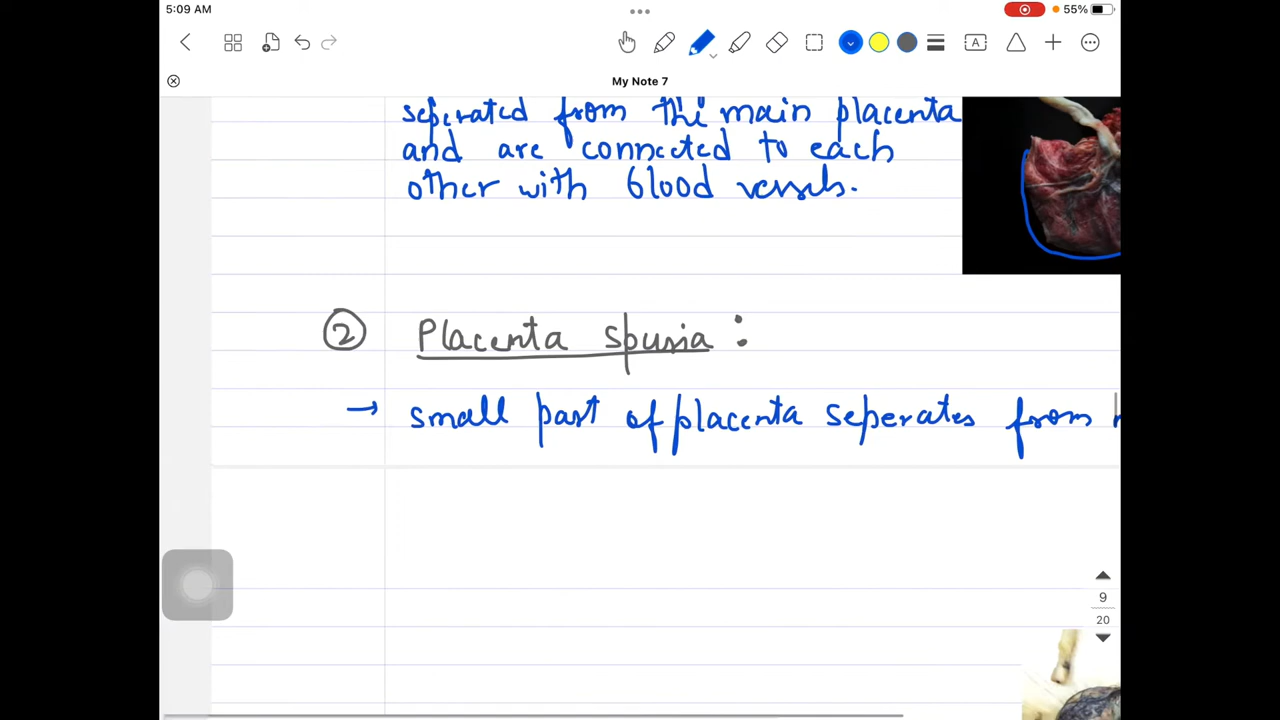 5:09 AM
55%
My Note 7
seperated from the main placenta
and are connected to each
other with blood vessels.
② Placenta spuria :
→ small part of placenta seperates from
9
20